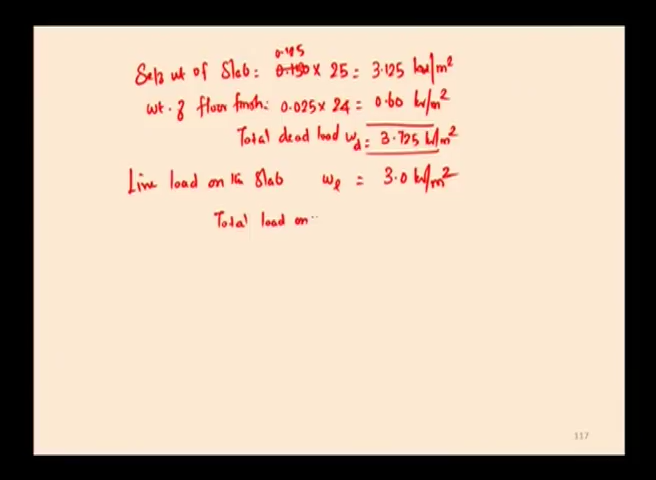 Self wt of Slab: 0.150 0.125 × 25 = 3.125 kN/m²
wt. of floor finish: 0.025 × 24 = 0.60 kN/m²
Total dead load wd = 3.725 kN/m²
Live load on the Slab wl = 3.0 kN/m²
Total load on
117